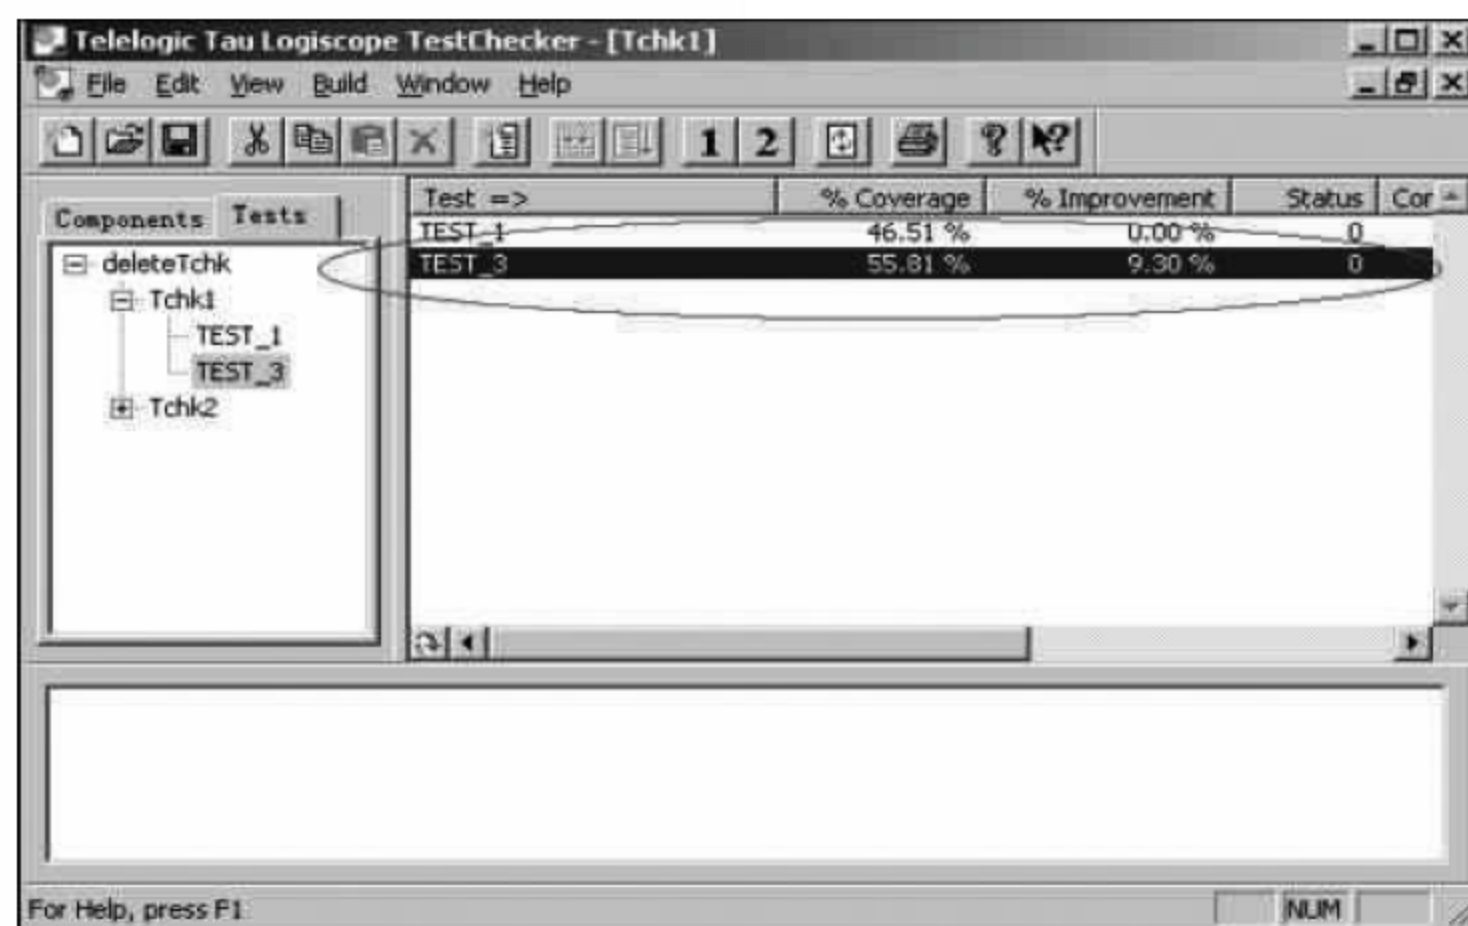 Telelogic Tau Logiscope TestChecker - [Tchk1]
File Edit View Build Window Help
1 2
Components Tests
deleteTchk
Tchk1
TEST_1
TEST_3
Tchk2
Test => % Coverage % Improvement Status Cor
TEST_1 46.51 % 0.00 % 0
TEST_3 55.81 % 9.30 % 0
For Help, press F1 NUM